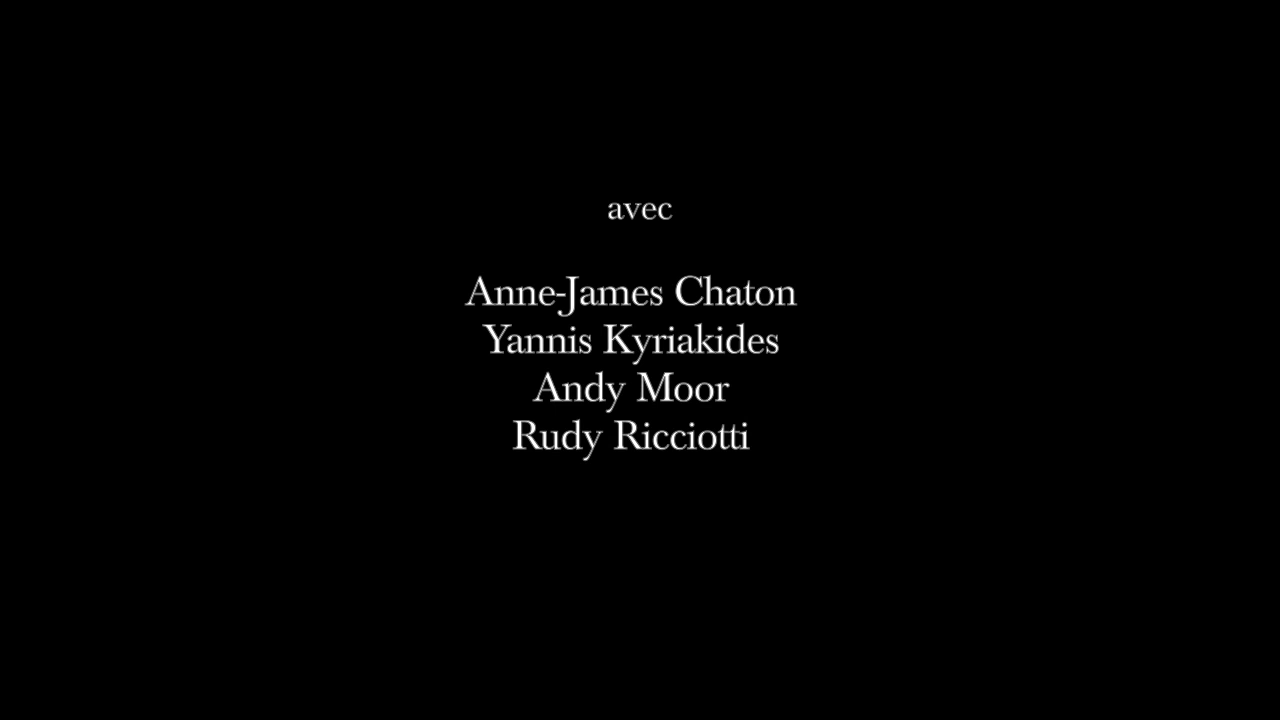 avec
Anne-James Chaton
Yannis Kyriakides
Andy Moor
Rudy Ricciotti